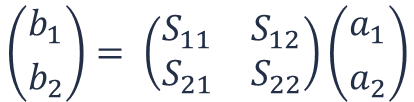 (b₁ b₂) = (S₁₁ S₁₂ S₂₁ S₂₂) (a₁ a₂)